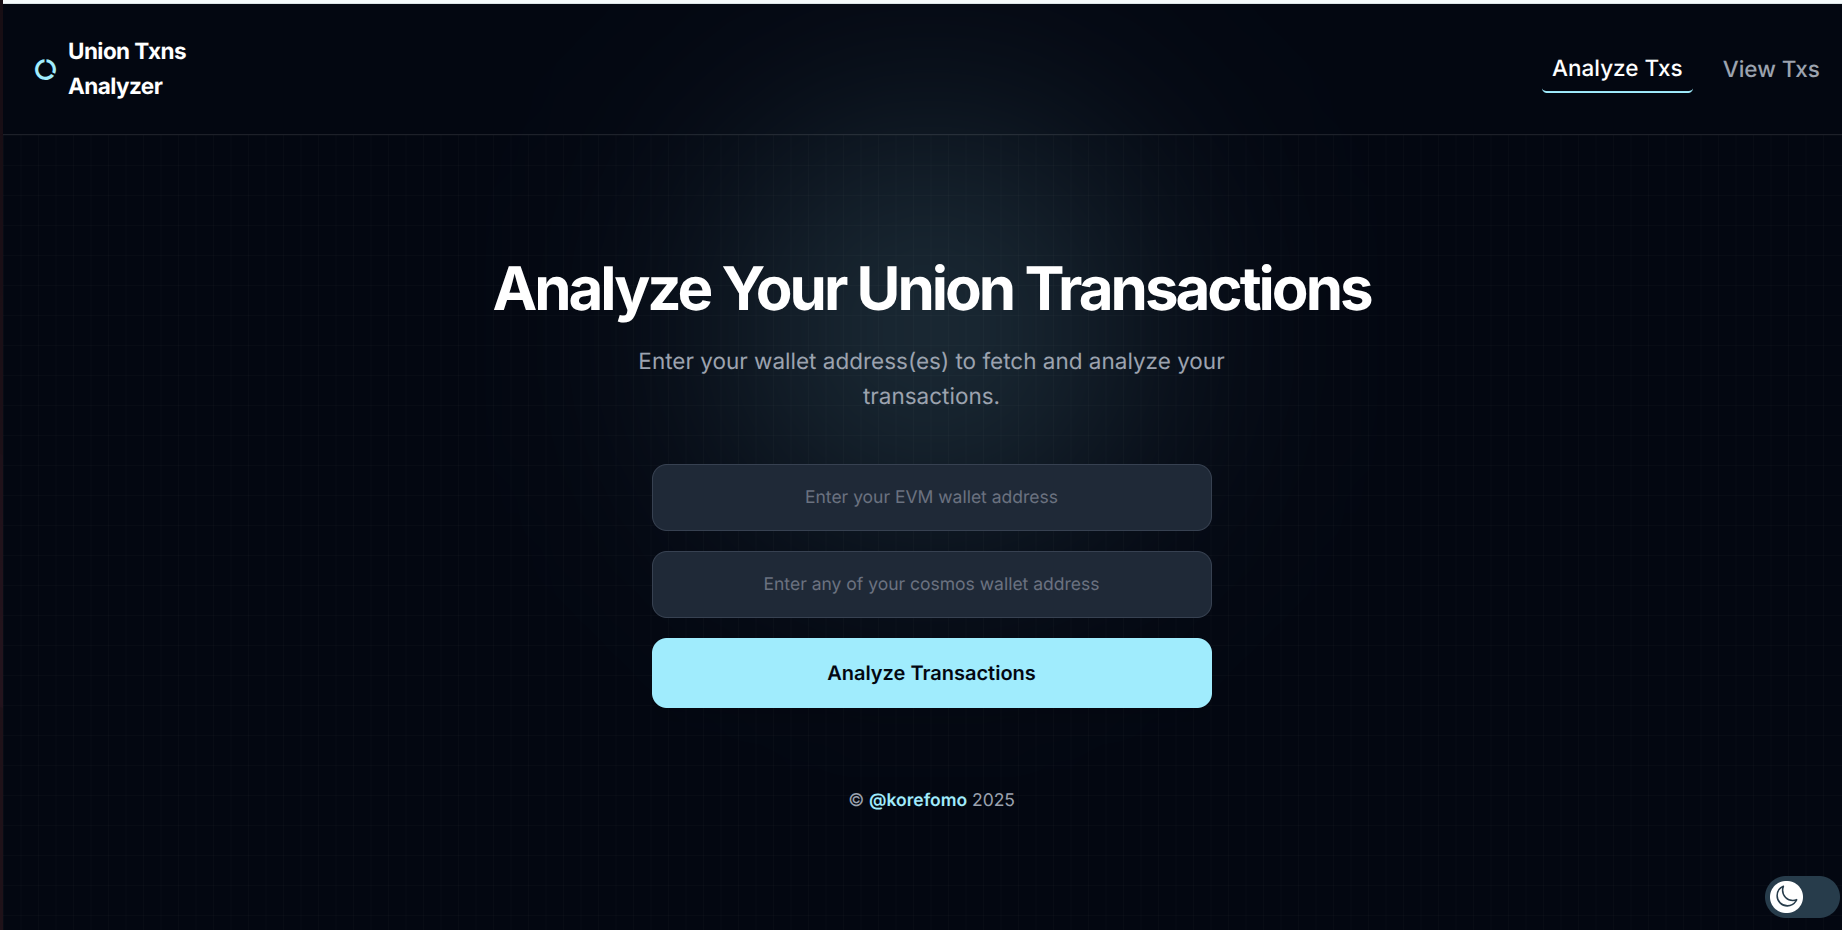 Union Txns
Analyzer
Analyze Txs
View Txs
Analyze Your Union Transactions
Enter your wallet address(es) to fetch and analyze your
transactions.
Enter your EVM wallet address
Enter any of your cosmos wallet address
Analyze Transactions
© @korefomo 2025